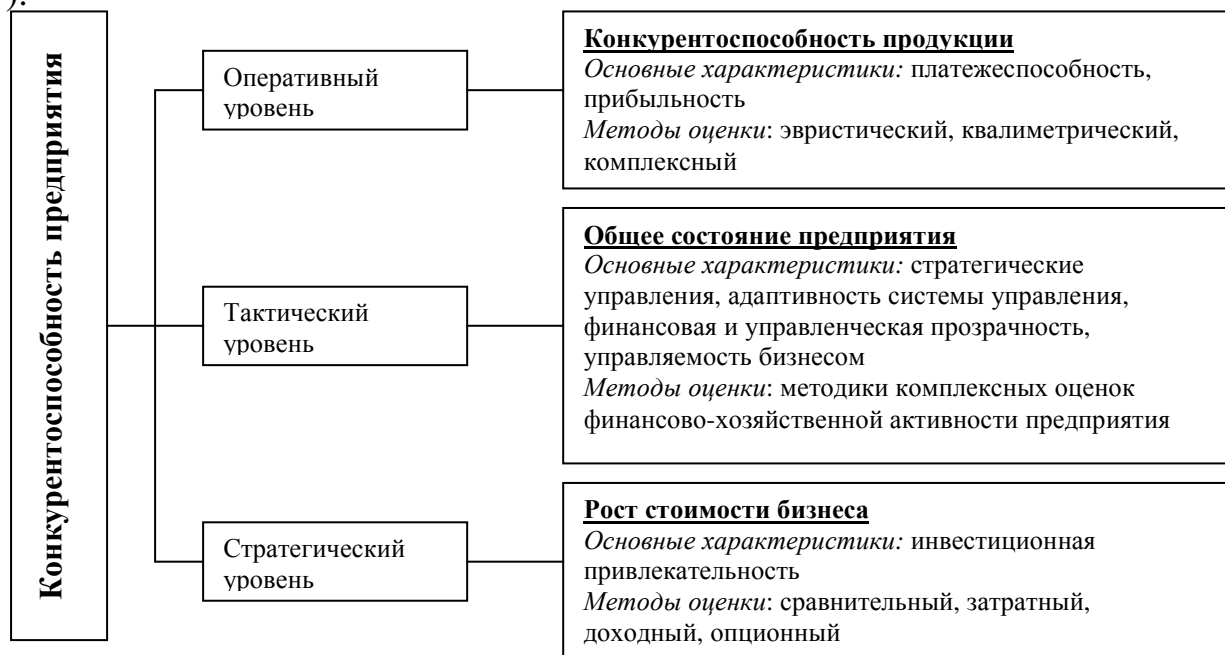 ).
Конкурентоспособность предприятия
Оперативный
уровень
Конкурентоспособность продукции
Основные характеристики: платежеспособность,
прибыльность
Методы оценки: эвристический, квалиметрический,
комплексный
Тактический
уровень
Общее состояние предприятия
Основные характеристики: стратегические
управления, адаптивность системы управления,
финансовая и управленческая прозрачность,
управляемость бизнесом
Методы оценки: методики комплексных оценок
финансово-хозяйственной активности предприятия
Стратегический
уровень
Рост стоимости бизнеса
Основные характеристики: инвестиционная
привлекательность
Методы оценки: сравнительный, затратный,
доходный, опционный